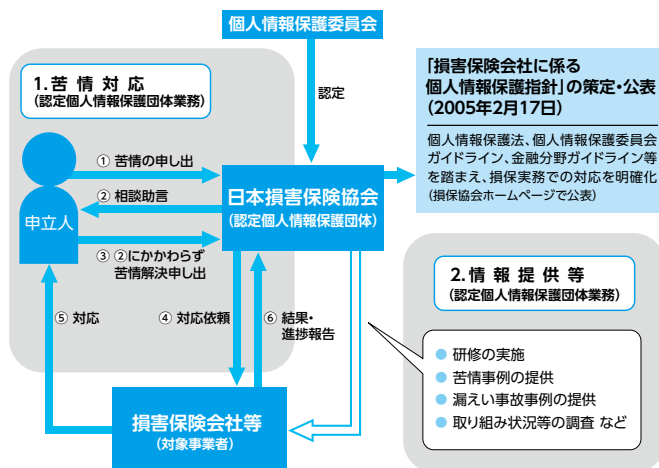 個人情報保護委員会
認定
1.苦情対応
(認定個人情報保護団体業務)
① 苦情の申し出
② 相談助言
申立人
③ ②にかかわらず
苦情解決申し出
日本損害保険協会
(認定個人情報保護団体)
「損害保険会社に係る
個人情報保護指針」の策定・公表
(2005年2月17日)
個人情報保護法、個人情報保護委員会
ガイドライン、金融分野ガイドライン等
を踏まえ、損保実務での対応を明確化
(損保協会ホームページで公表)
⑤ 対応
④ 対応依頼
⑥ 結果・
進捗報告
損害保険会社等
(対象事業者)
2.情報提供等
(認定個人情報保護団体業務)
● 研修の実施
● 苦情事例の提供
● 漏えい事故事例の提供
● 取り組み状況等の調査 など